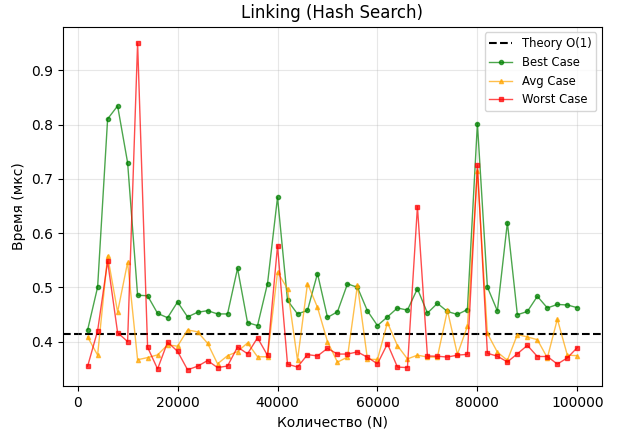 Linking (Hash Search)
Theory O(1)
Best Case
Avg Case
Worst Case
0.9
0.8
0.7
0.6
0.5
0.4
Время (мкс)
0 20000 40000 60000 80000 100000
Количество (N)